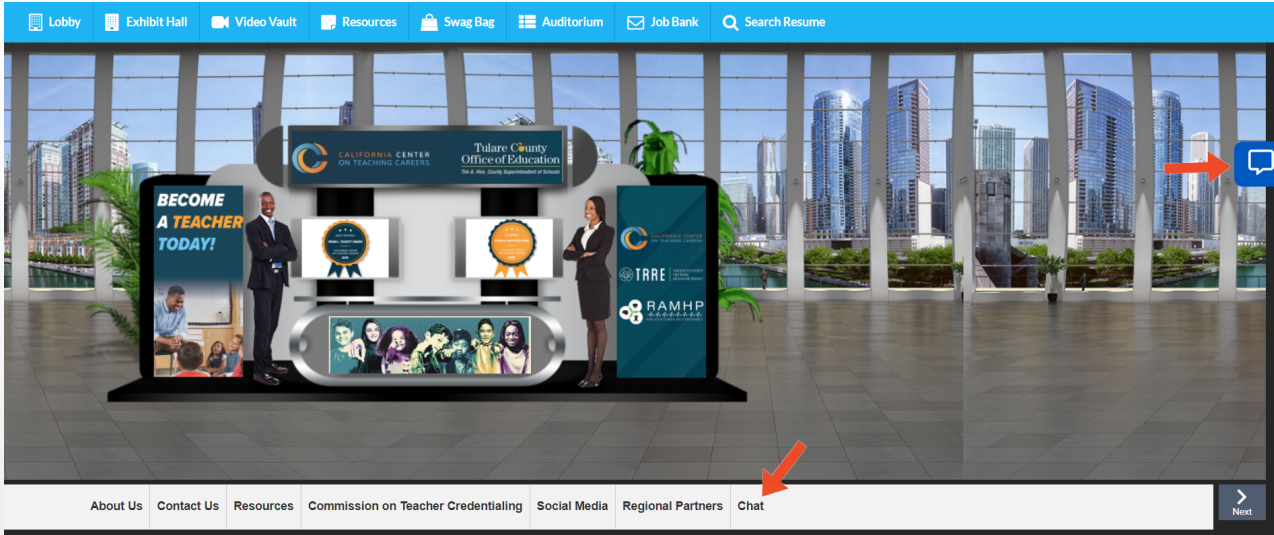 Lobby
Exhibit Hall
Video Vault
Resources
Swag Bag
Auditorium
Job Bank
Search Resume
CALIFORNIA CENTER
ON TEACHING CAREERS
Tulare County
Office of Education
Tim A. Hire, County Superintendent of Schools
BECOME
A TEACHER
TODAY!
CALIFORNIA CENTER
ON TEACHING CAREERS
TRRE
RAMHP
About Us
Contact Us
Resources
Commission on Teacher Credentialing
Social Media
Regional Partners
Chat
Next